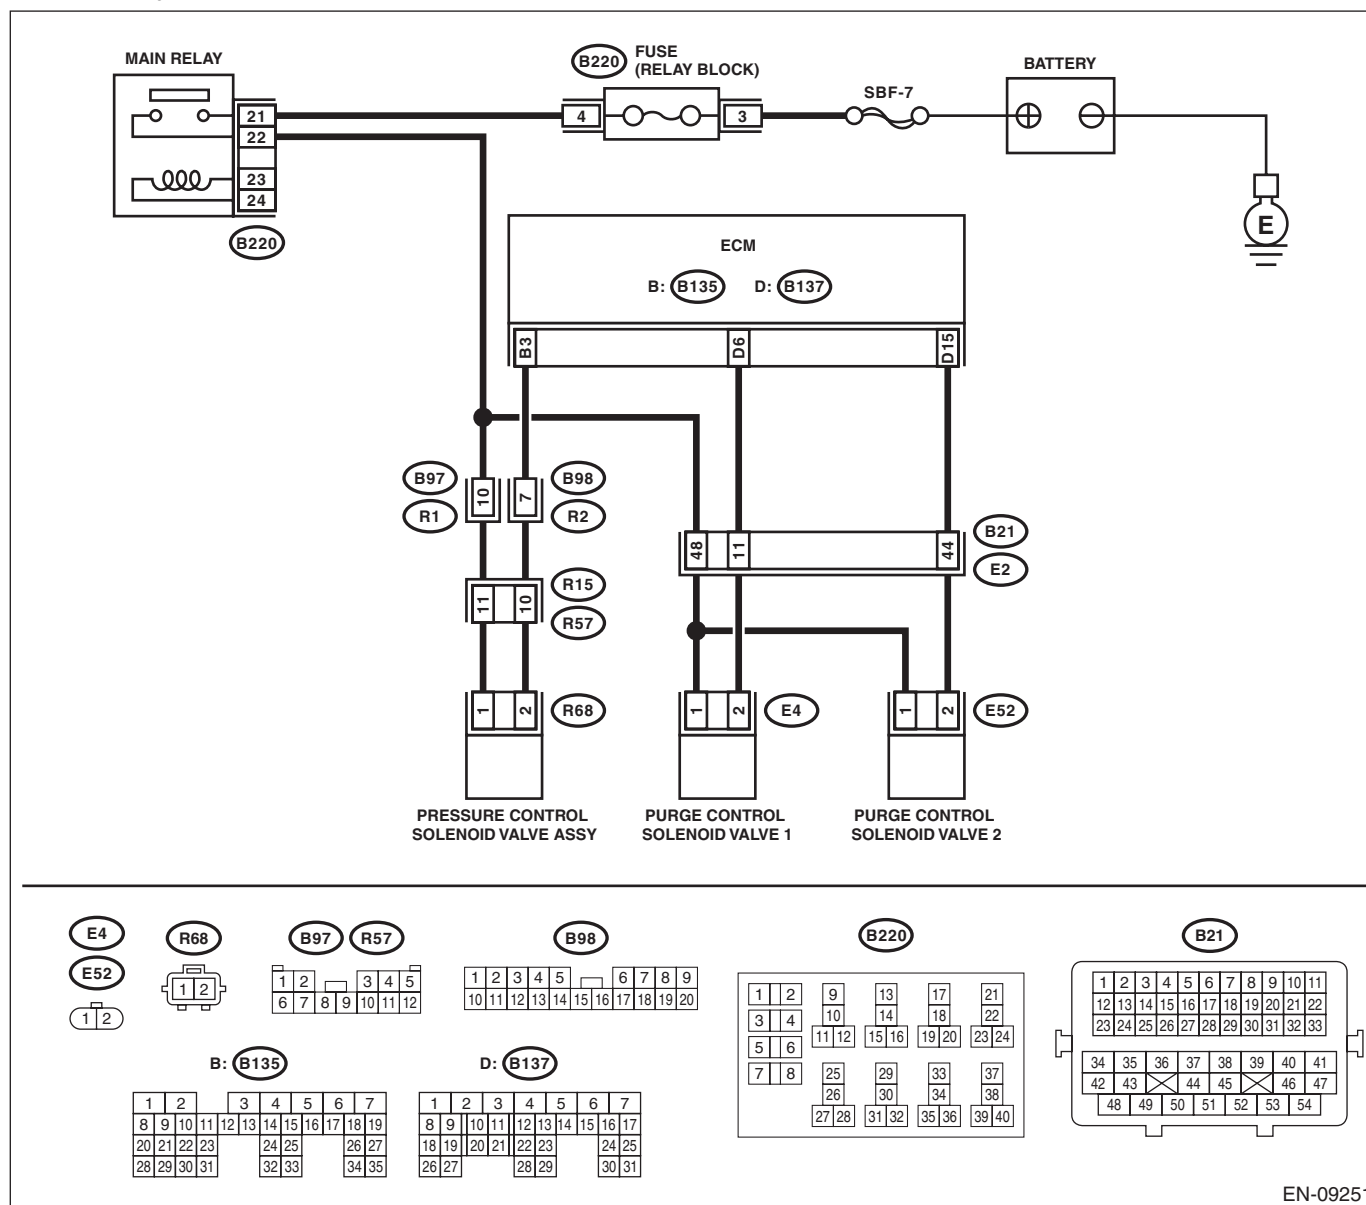 MAIN RELAY
B220
FUSE
(RELAY BLOCK)
SBF-7
BATTERY
21
22
23
24
4
3
B220
E
ECM
B: B135 D: B137
B3 D6 D15
B97
R1
10
7
B98
R2
48 11 44
B21
E2
11 10
R15
R57
1 2
R68
1 2
E4
1 2
E52
PRESSURE CONTROL
SOLENOID VALVE ASSY
PURGE CONTROL
SOLENOID VALVE 1
PURGE CONTROL
SOLENOID VALVE 2
E4
E52
1 2
R68
1 2
B97 R57
1 2 3 4 5
6 7 8 9 10 11 12
B98
1 2 3 4 5 6 7 8 9
10 11 12 13 14 15 16 17 18 19 20
B220
1 2 9 13 17 21
3 4 10 14 18 22
5 6 11 12 15 16 19 20 23 24
7 8 25 29 33 37
26 30 34 38
27 28 31 32 35 36 39 40
B21
1 2 3 4 5 6 7 8 9 10 11
12 13 14 15 16 17 18 19 20 21 22
23 24 25 26 27 28 29 30 31 32 33
34 35 36 37 38 39 40 41
42 43 44 45 46 47
48 49 50 51 52 53 54
B: B135
1 2 3 4 5 6 7
8 9 10 11 12 13 14 15 16 17 18 19
20 21 22 23 24 25 26 27
28 29 30 31 32 33 34 35
D: B137
1 2 3 4 5 6 7
8 9 10 11 12 13 14 15 16 17
18 19 20 21 22 23 24 25
26 27 28 29 30 31
EN-09251